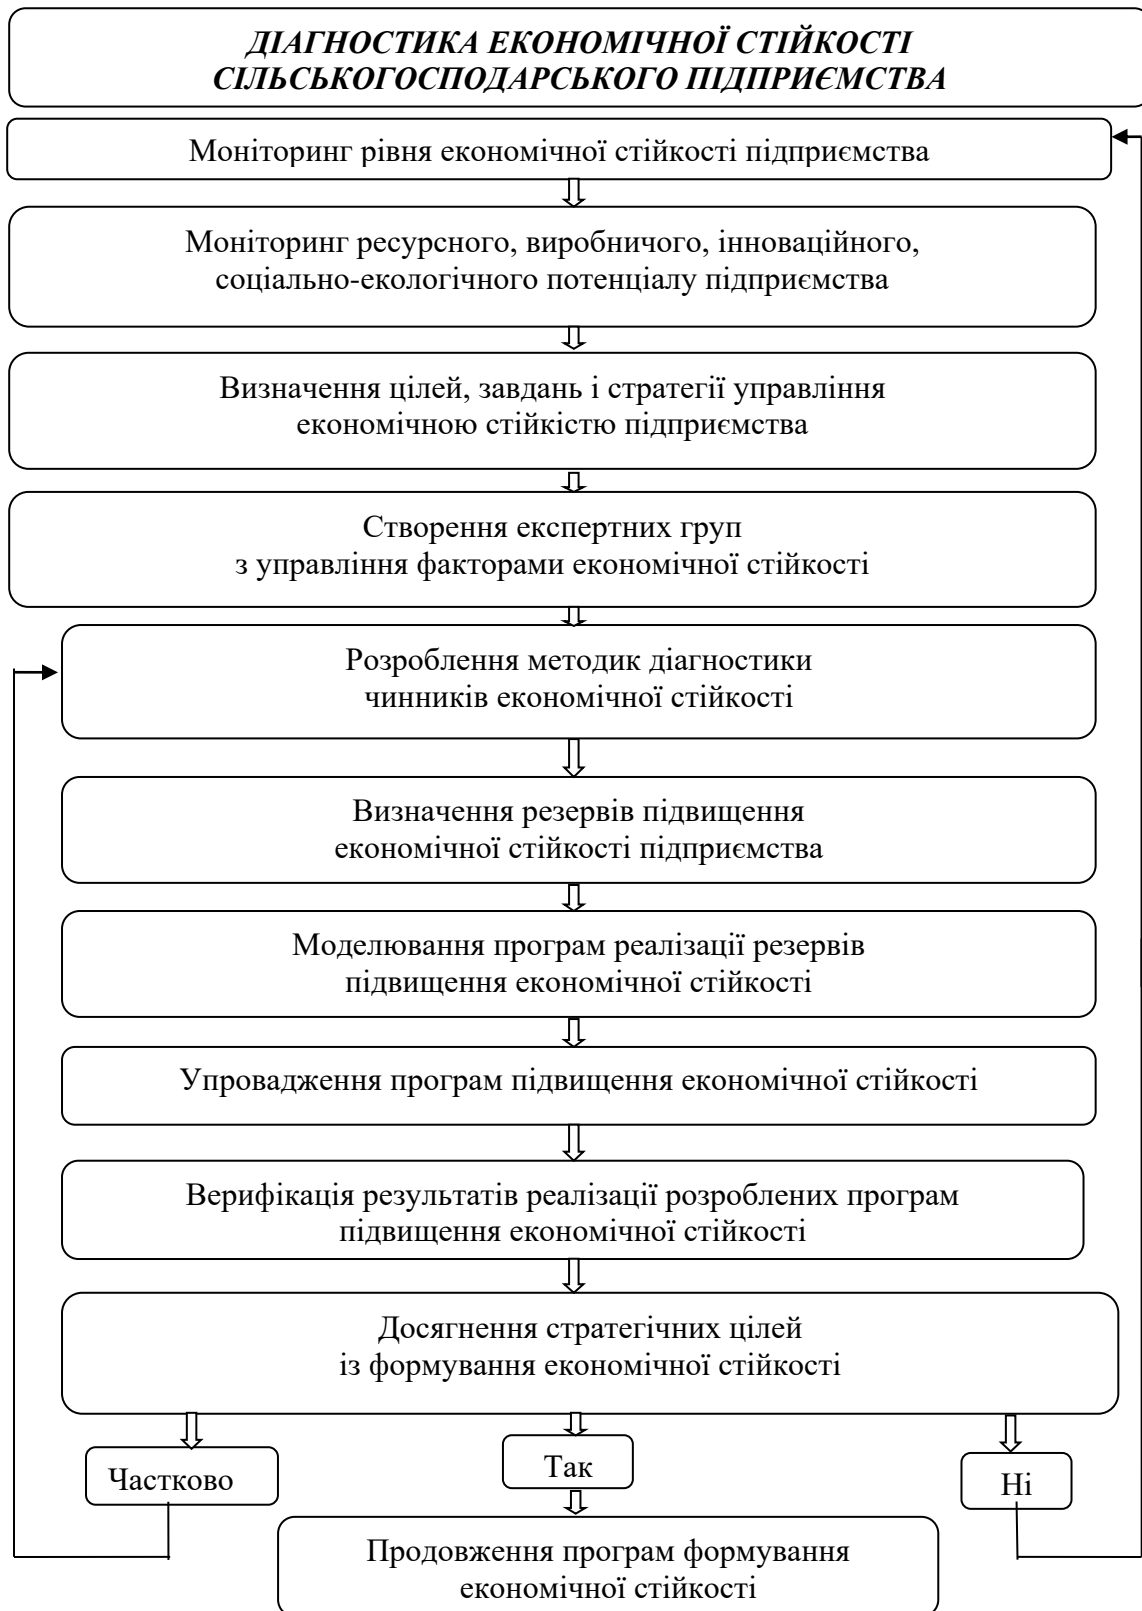 ДІАГНОСТИКА ЕКОНОМІЧНОЇ СТІЙКОСТІ
СІЛЬСЬКОГОСПОДАРСЬКОГО ПІДПРИЄМСТВА
Моніторинг рівня економічної стійкості підприємства
Моніторинг ресурсного, виробничого, інноваційного,
соціально-екологічного потенціалу підприємства
Визначення цілей, завдань і стратегії управління
економічною стійкістю підприємства
Створення експертних груп
з управління факторами економічної стійкості
Розроблення методик діагностики
чинників економічної стійкості
Визначення резервів підвищення
економічної стійкості підприємства
Моделювання програм реалізації резервів
підвищення економічної стійкості
Упровадження програм підвищення економічної стійкості
Верифікація результатів реалізації розроблених програм
підвищення економічної стійкості
Досягнення стратегічних цілей
із формування економічної стійкості
Частково
Так
Ні
Продовження програм формування
економічної стійкості